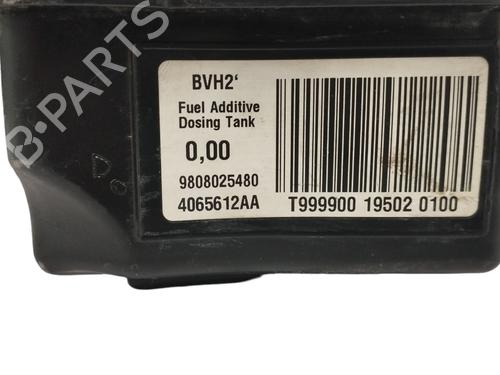 B-PARTS
BVH2‘
Fuel Additive
Dosing Tank
0,00
9808025480
4065612AA
T999900 19502 0100